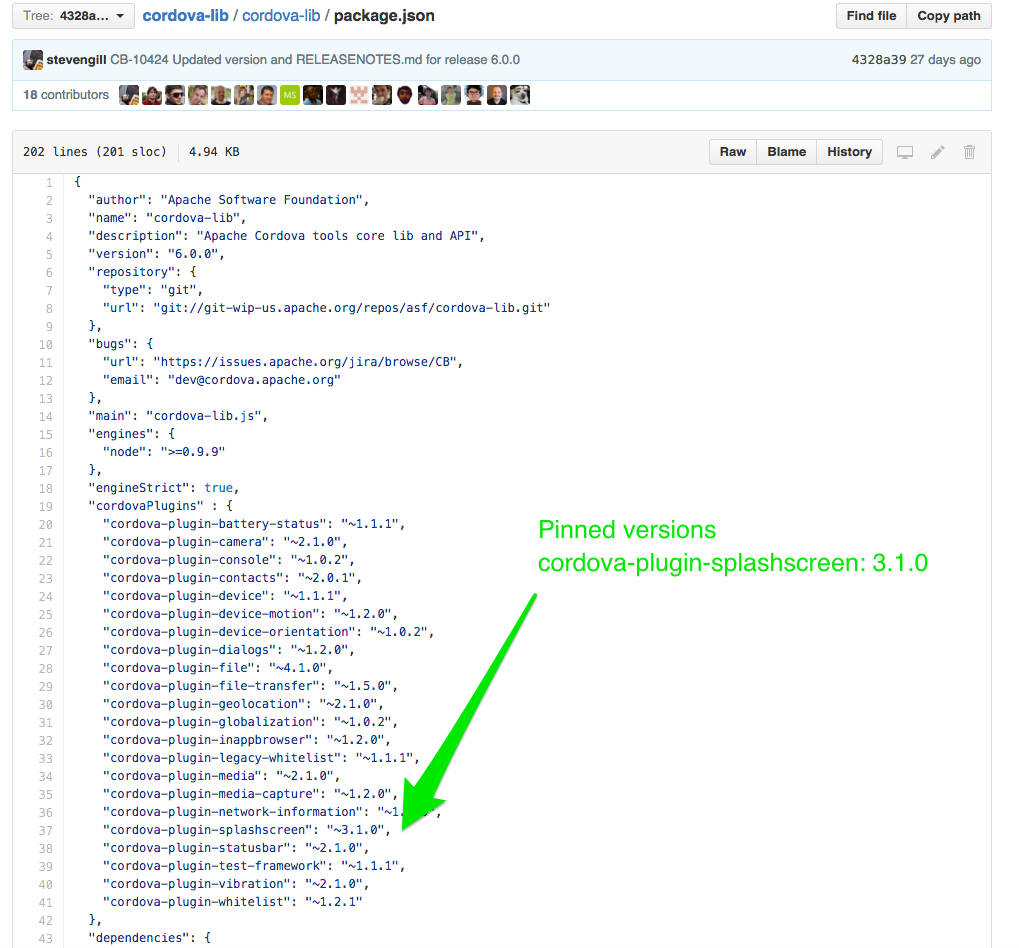 Tree: 4328a... cordova-lib / cordova-lib / package.json Find file Copy path
stevengill CB-10424 Updated version and RELEASENOTES.md for release 6.0.0 4328a39 27 days ago
18 contributors MS
202 lines (201 sloc) 4.94 KB Raw Blame History
1 {
2 "author": "Apache Software Foundation",
3 "name": "cordova-lib",
4 "description": "Apache Cordova tools core lib and API",
5 "version": "6.0.0",
6 "repository": {
7 "type": "git",
8 "url": "git://git-wip-us.apache.org/repos/asf/cordova-lib.git"
9 },
10 "bugs": {
11 "url": "https://issues.apache.org/jira/browse/CB",
12 "email": "dev@cordova.apache.org"
13 },
14 "main": "cordova-lib.js",
15 "engines": {
16 "node": ">=0.9.9"
17 },
18 "engineStrict": true,
19 "cordovaPlugins" : {
20 "cordova-plugin-battery-status": "~1.1.1",
21 "cordova-plugin-camera": "~2.1.0",
22 "cordova-plugin-console": "~1.0.2",
23 "cordova-plugin-contacts": "~2.0.1",
24 "cordova-plugin-device": "~1.1.1",
25 "cordova-plugin-device-motion": "~1.2.0",
26 "cordova-plugin-device-orientation": "~1.0.2",
27 "cordova-plugin-dialogs": "~1.2.0",
28 "cordova-plugin-file": "~4.1.0",
29 "cordova-plugin-file-transfer": "~1.5.0",
30 "cordova-plugin-geolocation": "~2.1.0",
31 "cordova-plugin-globalization": "~1.0.2",
32 "cordova-plugin-inappbrowser": "~1.2.0",
33 "cordova-plugin-legacy-whitelist": "~1.1.1",
34 "cordova-plugin-media": "~2.1.0",
35 "cordova-plugin-media-capture": "~1.2.0",
36 "cordova-plugin-network-information":
37 "cordova-plugin-splashscreen": "~3.1.0",
38 "cordova-plugin-statusbar": "~2.1.0",
39 "cordova-plugin-test-framework": "~1.1.1",
40 "cordova-plugin-vibration": "~2.1.0",
41 "cordova-plugin-whitelist": "~1.2.1"
42 },
43 "dependencies": {
Pinned versions
cordova-plugin-splashscreen: 3.1.0